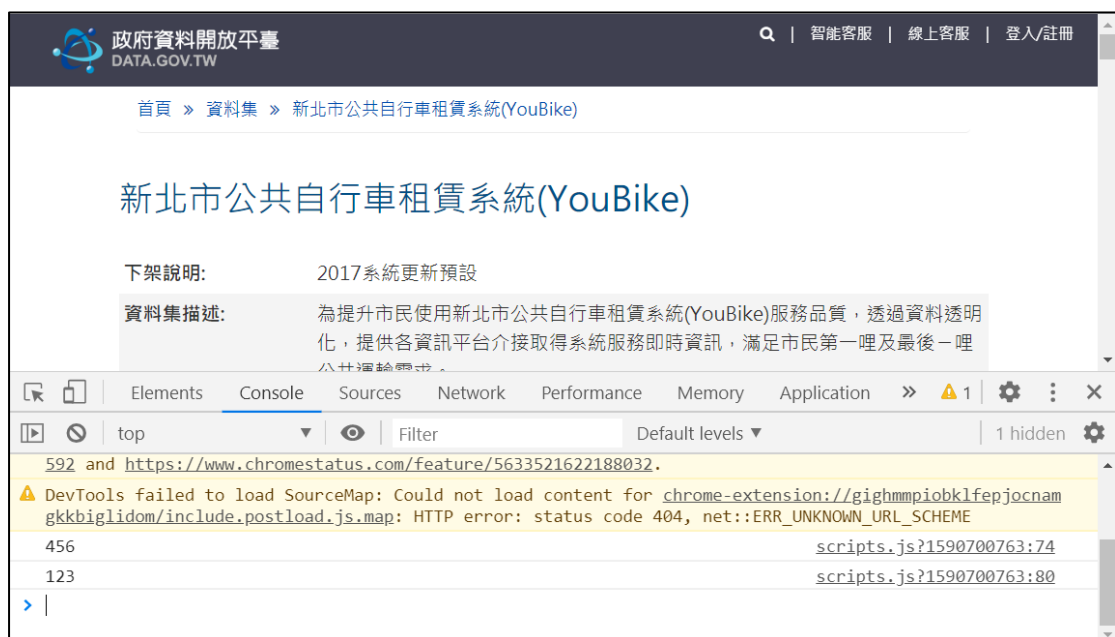 政府資料開放平臺
DATA.GOV.TW
智能客服 | 線上客服 | 登入/註冊
首頁 » 資料集 » 新北市公共自行車租賃系統(YouBike)
新北市公共自行車租賃系統(YouBike)
下架說明: 2017系統更新預設
資料集描述: 為提升市民使用新北市公共自行車租賃系統(YouBike)服務品質，透過資料透明
化，提供各資訊平台介接取得系統服務即時資訊，滿足市民第一哩及最後－哩
公共運輸需求。
Elements Console Sources Network Performance Memory Application » 1
top Filter Default levels 1 hidden
592 and https://www.chromestatus.com/feature/5633521622188032.
DevTools failed to load SourceMap: Could not load content for chrome-extension://gighmmpiobklfepjocnam
gkkbiglidom/include.postload.js.map: HTTP error: status code 404, net::ERR_UNKNOWN_URL_SCHEME
456 scripts.js?1590700763:74
123 scripts.js?1590700763:80
>